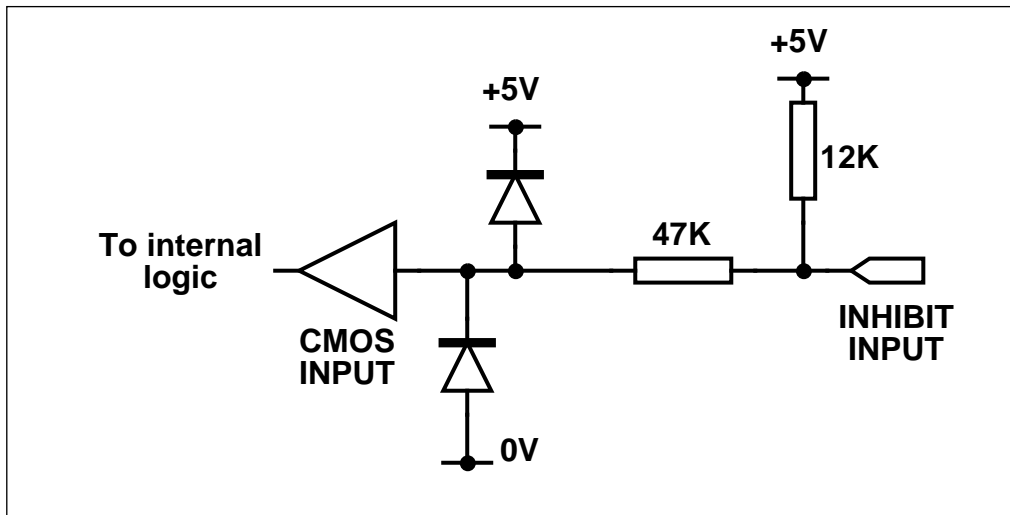 +5V
+5V
12K
47K
To internal
logic
CMOS
INPUT
INHIBIT
INPUT
0V